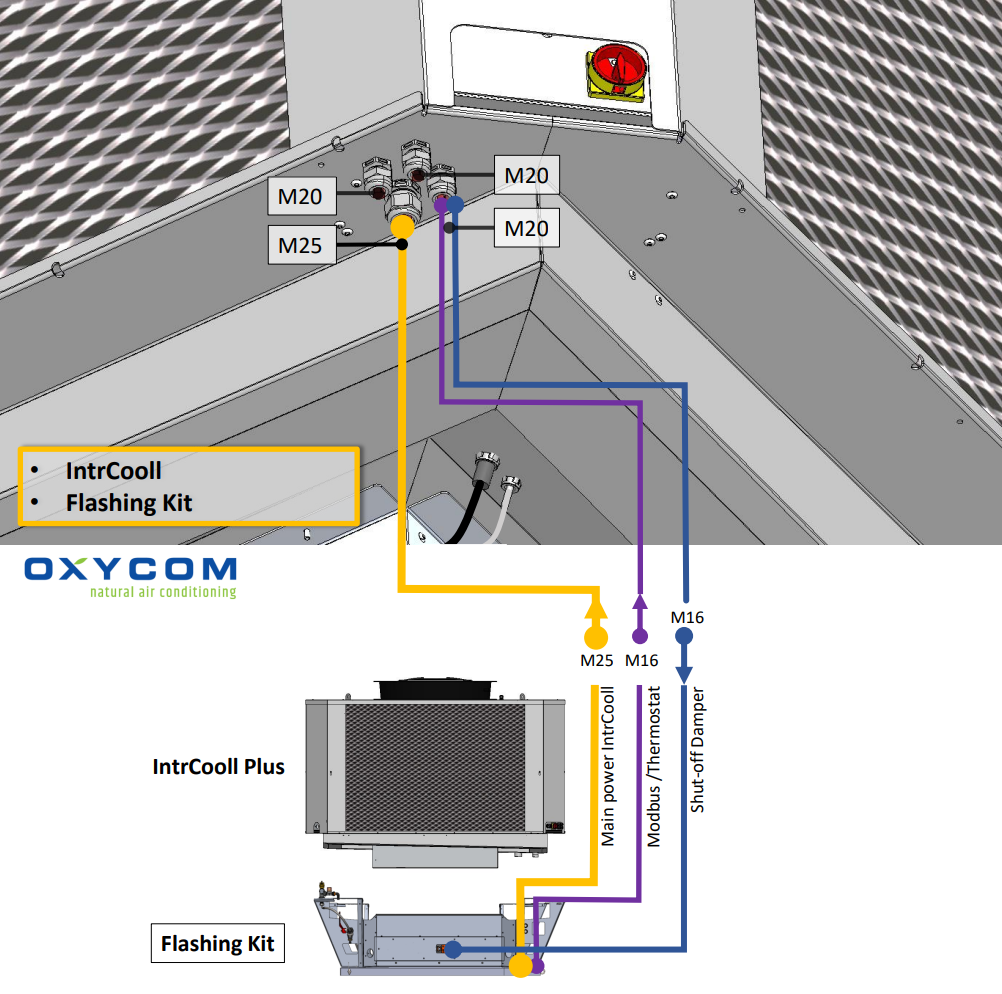 M20
M20
M20
M25
• IntrCooll
• Flashing Kit
OXYCOM
natural air conditioning
M16
M25
M16
Main power IntrCooll
Modbus /Thermostat
Shut-off Damper
IntrCooll Plus
Flashing Kit